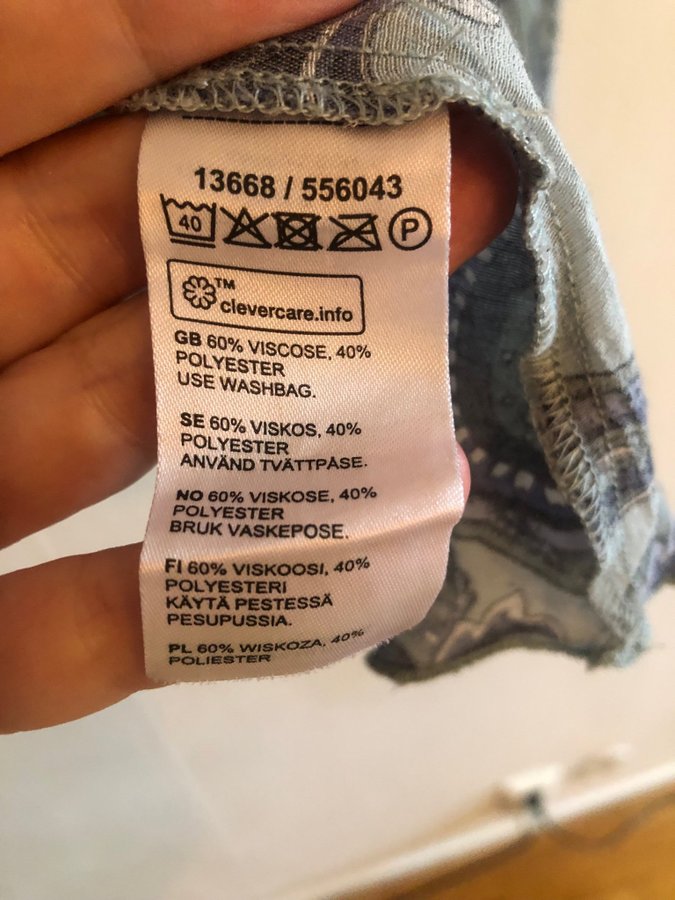 13668 / 556043
40 P
TM
clevercare.info
GB 60% VISCOSE, 40%
POLYESTER
USE WASHBAG.
SE 60% VISKOS, 40%
POLYESTER
ANVÄND TVÄTTPÅSE.
NO 60% VISKOSE, 40%
POLYESTER
BRUK VASKEPOSE.
FI 60% VISKOOSI, 40%
POLYESTERI
KÄYTÄ PESTESSÄ
PESUPUSSIA.
PL 60% WISKOZA, 40%
POLIESTER